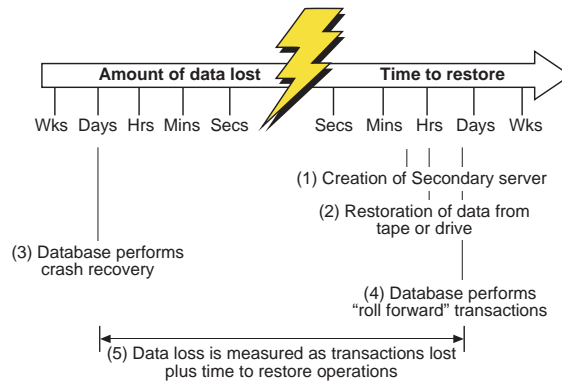 Amount of data lost Time to restore
Wks Days Hrs Mins Secs Secs Mins Hrs Days Wks
(1) Creation of Secondary server
(2) Restoration of data from
tape or drive
(3) Database performs
crash recovery
(4) Database performs
“roll forward” transactions
(5) Data loss is measured as transactions lost
plus time to restore operations